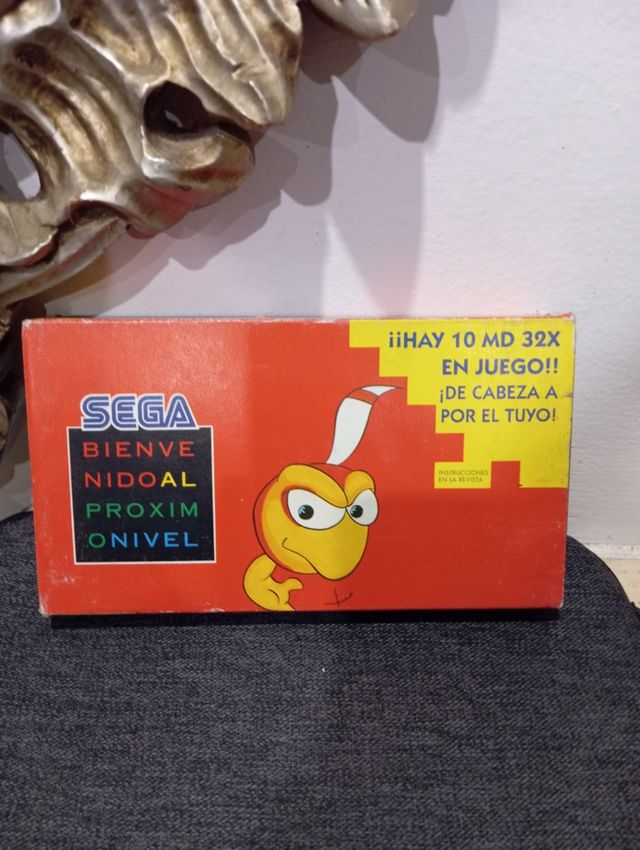 ¡¡HAY 10 MD 32X
EN JUEGO!!
¡DE CABEZA A
POR EL TUYO!
INSTRUCCIONES
EN LA REVISTA
SEGA
BIENVE
NIDOAL
PROXIM
ONIVEL